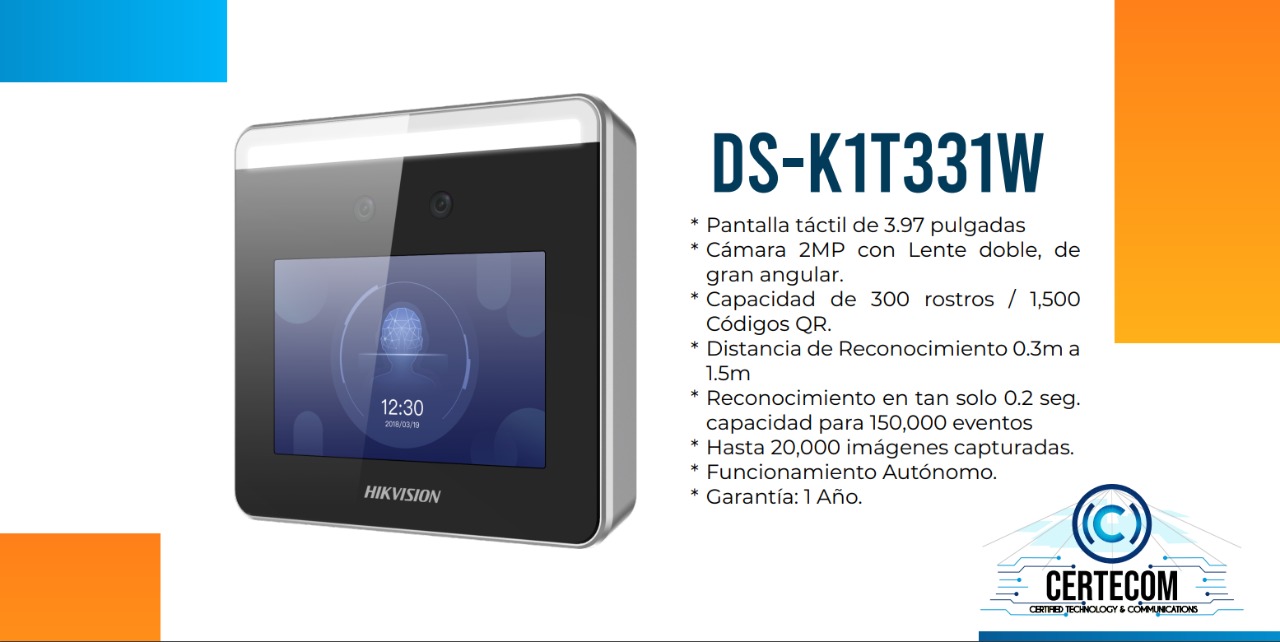 DS-K1T331W
* Pantalla táctil de 3.97 pulgadas
* Cámara 2MP con Lente doble, de
gran angular.
* Capacidad de 300 rostros / 1,500
Códigos QR.
* Distancia de Reconocimiento 0.3m a
1.5m
* Reconocimiento en tan solo 0.2 seg.
capacidad para 150,000 eventos
* Hasta 20,000 imágenes capturadas.
* Funcionamiento Autónomo.
* Garantía: 1 Año.
12:30
2018/03/19
HIKVISION
C
CERTECOM
CERTIFIED TECHNOLOGY & COMMUNICATIONS